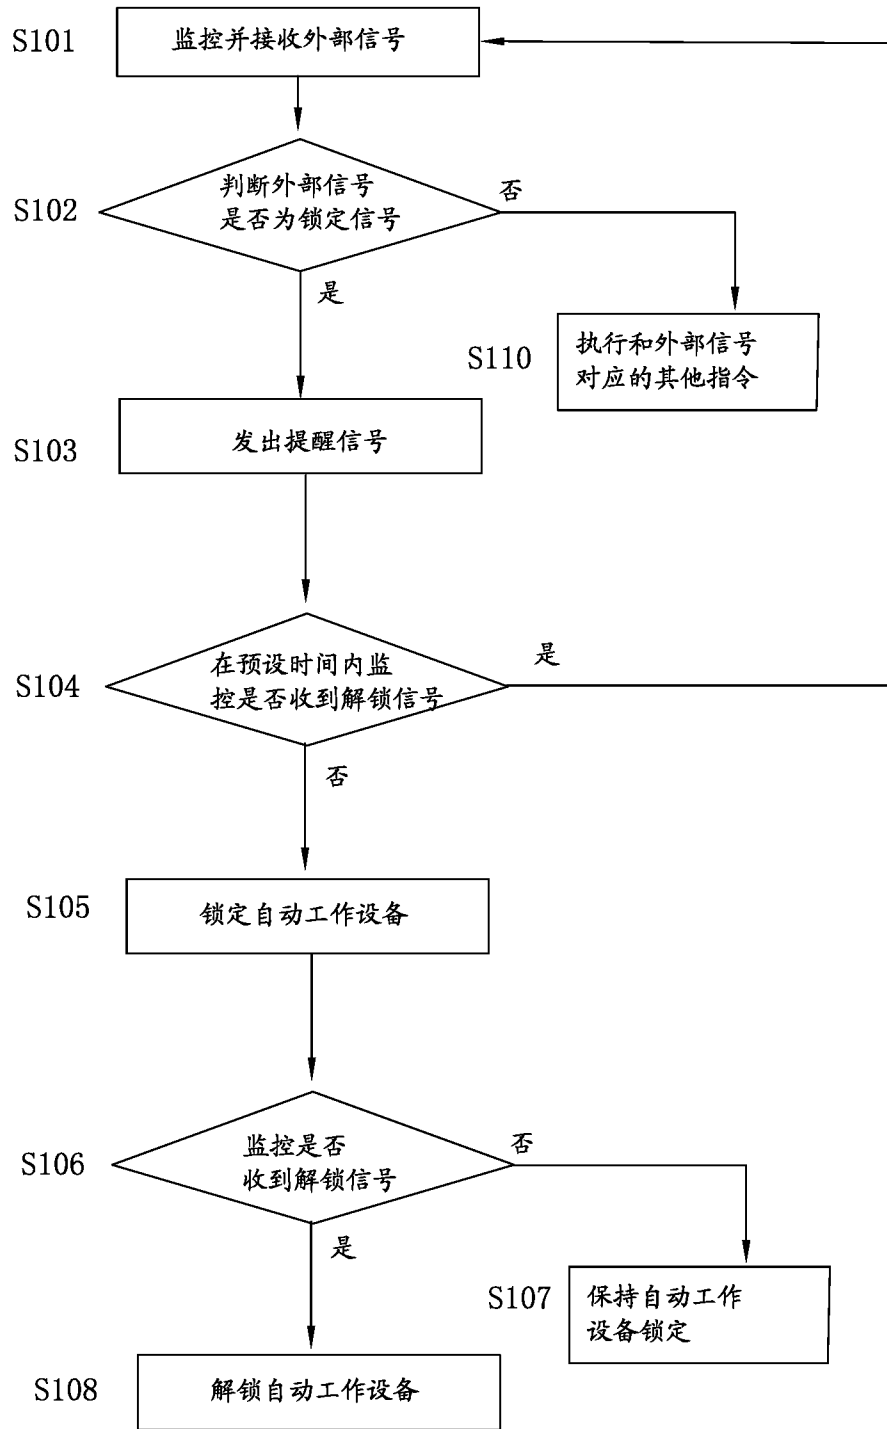 S101
监控并接收外部信号
S102
判断外部信号
是否为锁定信号
否
是
S110
执行和外部信号
对应的其他指令
S103
发出提醒信号
S104
在预设时间内监
控是否收到解锁信号
是
否
S105
锁定自动工作设备
S106
监控是否
收到解锁信号
否
是
S107
保持自动工作
设备锁定
S108
解锁自动工作设备